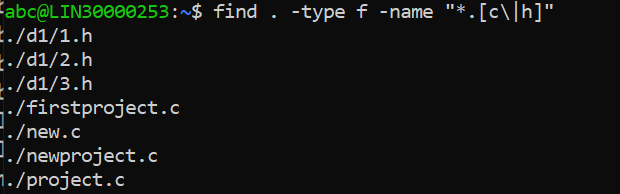 abc@LIN30000253:~$ find . -type f -name "*.[c\|h]"
./d1/1.h
./d1/2.h
./d1/3.h
./firstproject.c
./new.c
./newproject.c
./project.c